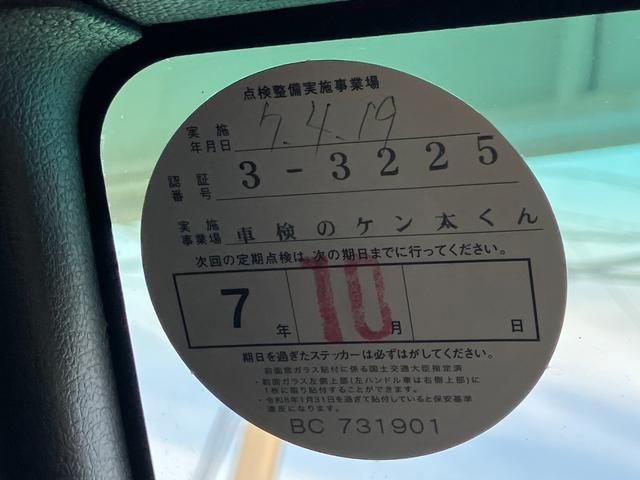 点検整備実施事業場
実施年月日 7.4.19
認証番号 3-3225
実施事業場 車検のケン太くん
次回の定期点検は、次の期日までに行ってください。
7年 10月 日
期日を過ぎたステッカーは必ずはがしてください。
前面窓ガラス貼付に係る国土交通大臣指定済
・前面ガラス左側上部(左ハンドル車は右側上部)に
1枚に限り貼付することができます。
・令和8年1月31日を過ぎて貼付していると保安基準
違反になります。
BC 731901